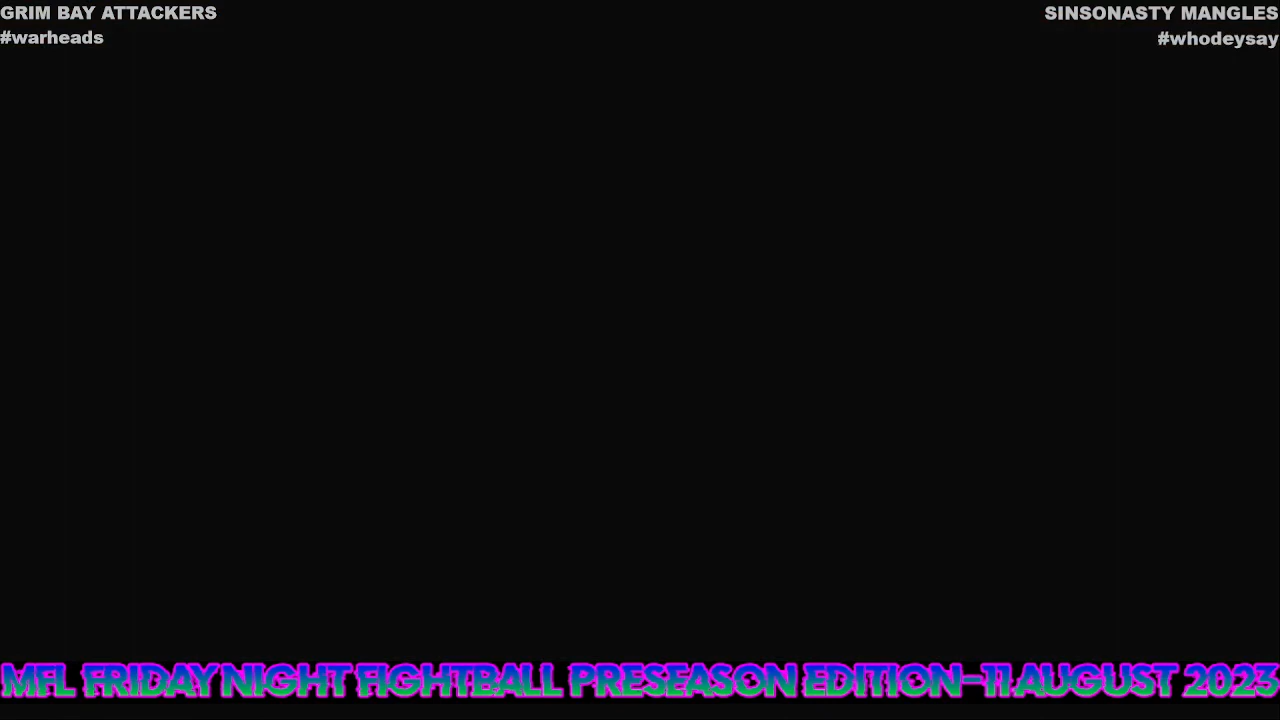 GRIM BAY ATTACKERS
#warheads
SINSONASTY MANGLES
#whodeysay
MFL FRIDAY NIGHT FIGHTBALL PRESEASON EDITION-11 AUGUST 2023